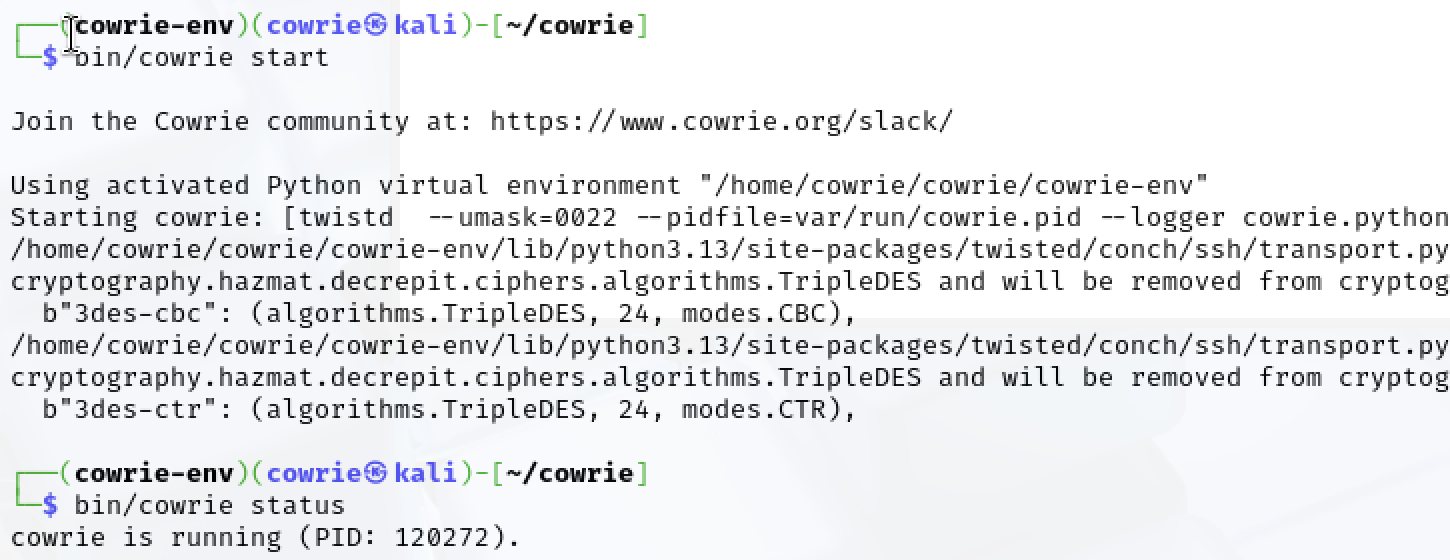 (cowrie-env)(cowrie㉿kali)-[~/cowrie]
$ bin/cowrie start
Join the Cowrie community at: https://www.cowrie.org/slack/
Using activated Python virtual environment "/home/cowrie/cowrie/cowrie-env"
Starting cowrie: [twistd  --umask=0022 --pidfile=var/run/cowrie.pid --logger cowrie.python
/home/cowrie/cowrie/cowrie-env/lib/python3.13/site-packages/twisted/conch/ssh/transport.py
cryptography.hazmat.decrepit.ciphers.algorithms.TripleDES and will be removed from cryptog
  b"3des-cbc": (algorithms.TripleDES, 24, modes.CBC),
/home/cowrie/cowrie/cowrie-env/lib/python3.13/site-packages/twisted/conch/ssh/transport.py
cryptography.hazmat.decrepit.ciphers.algorithms.TripleDES and will be removed from cryptog
  b"3des-ctr": (algorithms.TripleDES, 24, modes.CTR),
(cowrie-env)(cowrie㉿kali)-[~/cowrie]
$ bin/cowrie status
cowrie is running (PID: 120272).